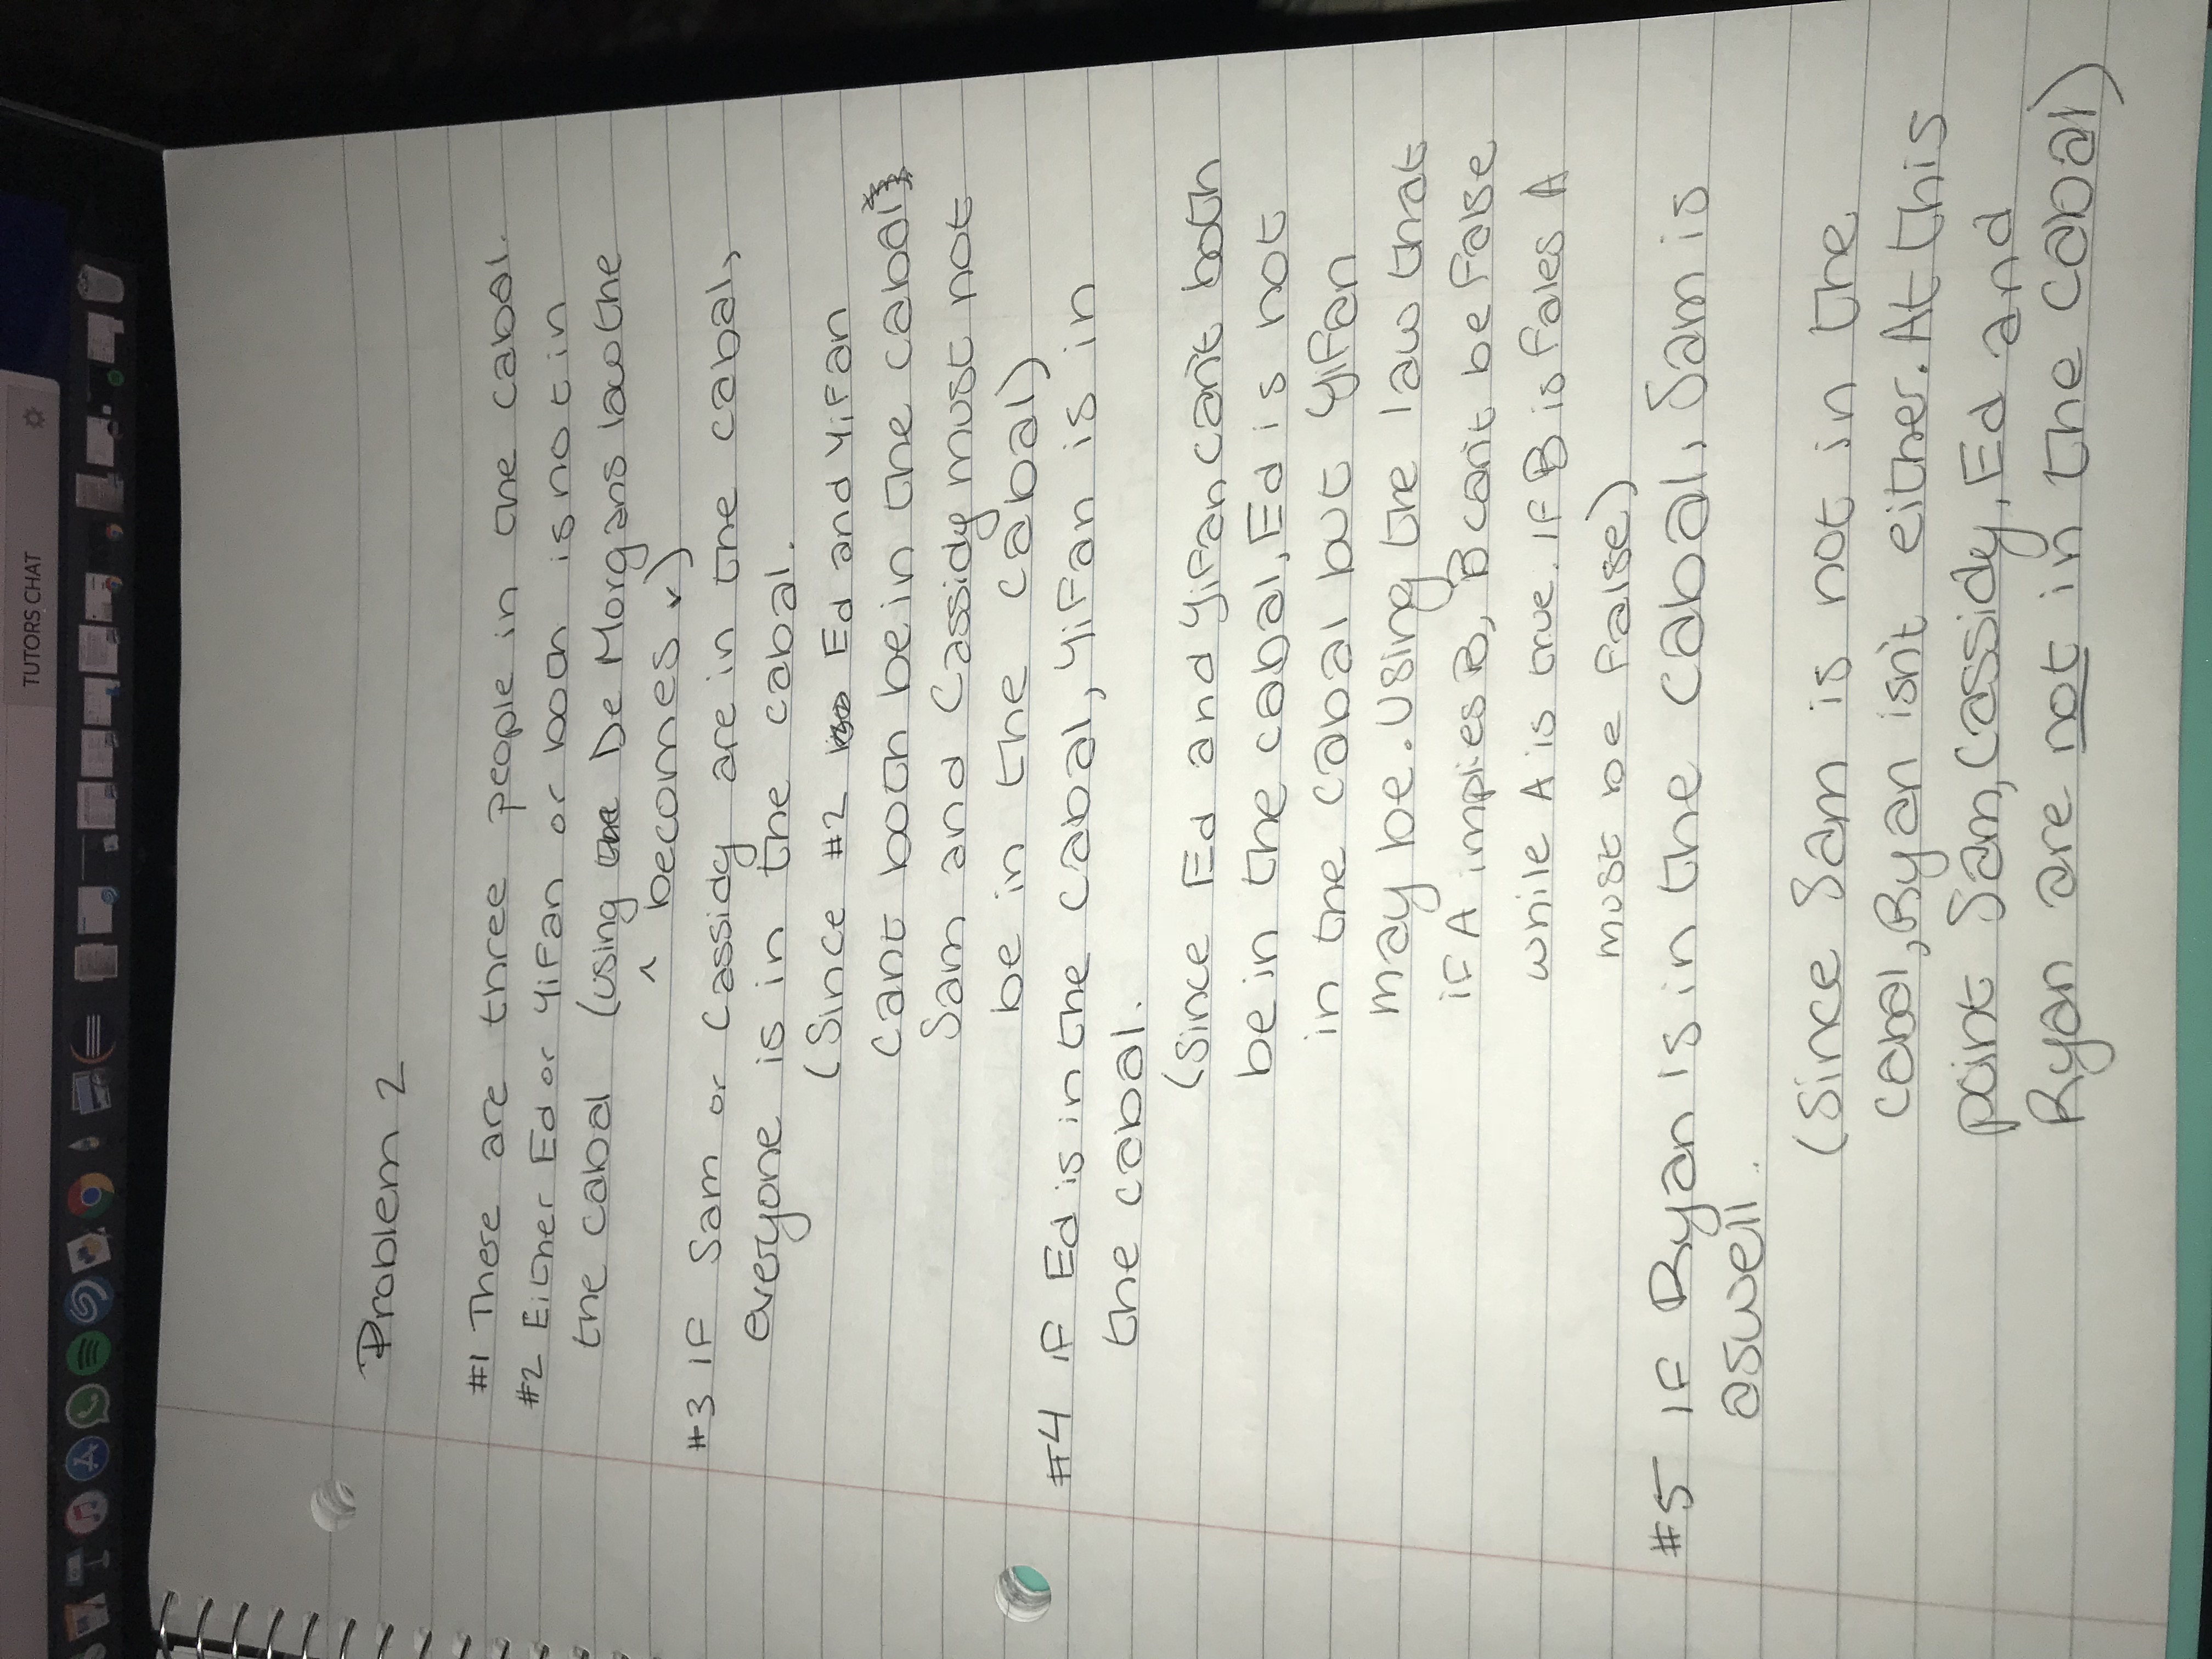 TUTORS CHAT
Problem 2
#1 These are three people in the cabal.
#2 Either Ed or Yifan or both is not in
the cabal (using De Morgans law the
^ becomes v)
#3 IF Sam or Cassidy are in the cabal,
everyone is in the cabal.
(Since #2 Ed and Yifan
cant both be in the cabal
Sam and Cassidy must not
be in the cabal)
#4 if Ed is in the cabal, Yifan is in
the cabal.
(since Ed and Yifan can't both
be in the cabal, Ed is not
in the cabal but Yifan
may be. Using the law that
if A implies B, B can't be false
while A is true. If B is fales A
must be false)
#5 IF Ryan is in the cabal, Sam is
aswell.
(Since Sam is not in the
cabal, Ryan isn't either. At this
point Sam, Cassidy, Ed and
Ryan are not in the cabal)